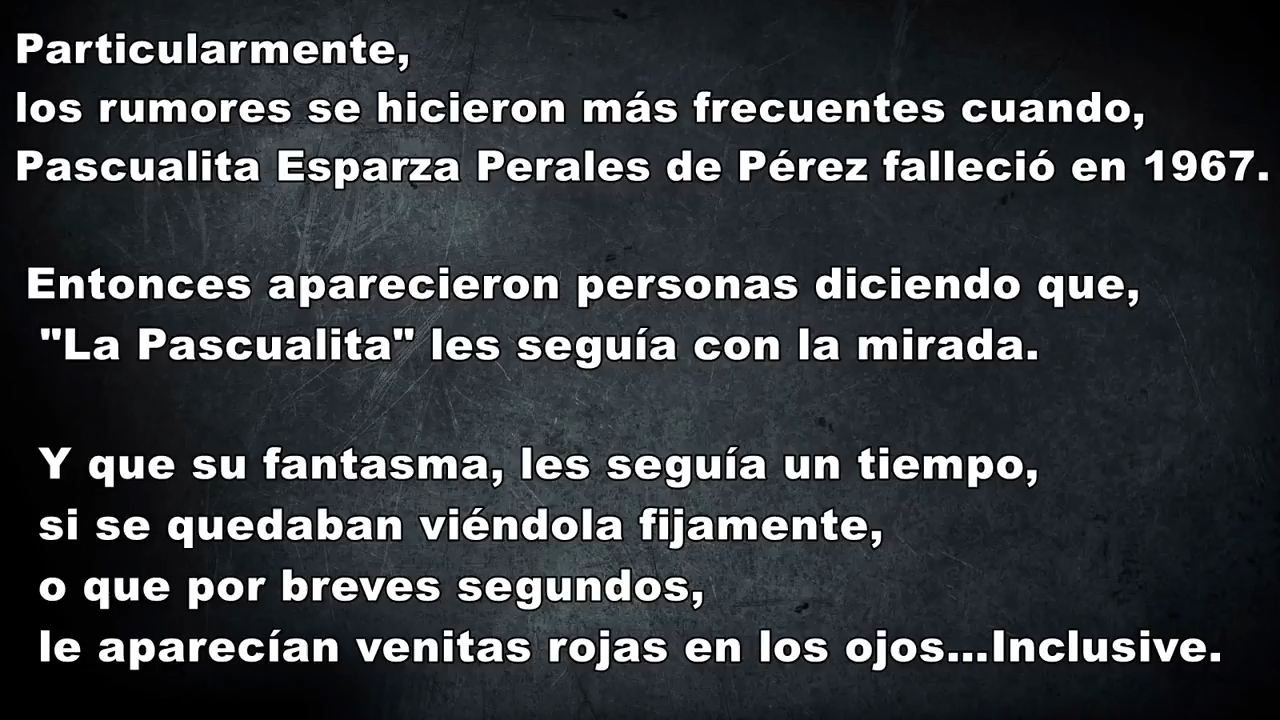 Particularmente,
los rumores se hicieron más frecuentes cuando,
Pascualita Esparza Perales de Pérez falleció en 1967.
Entonces aparecieron personas diciendo que,
"La Pascualita" les seguía con la mirada.
Y que su fantasma, les seguía un tiempo,
si se quedaban viéndola fijamente,
o que por breves segundos,
le aparecían venitas rojas en los ojos...Inclusive.